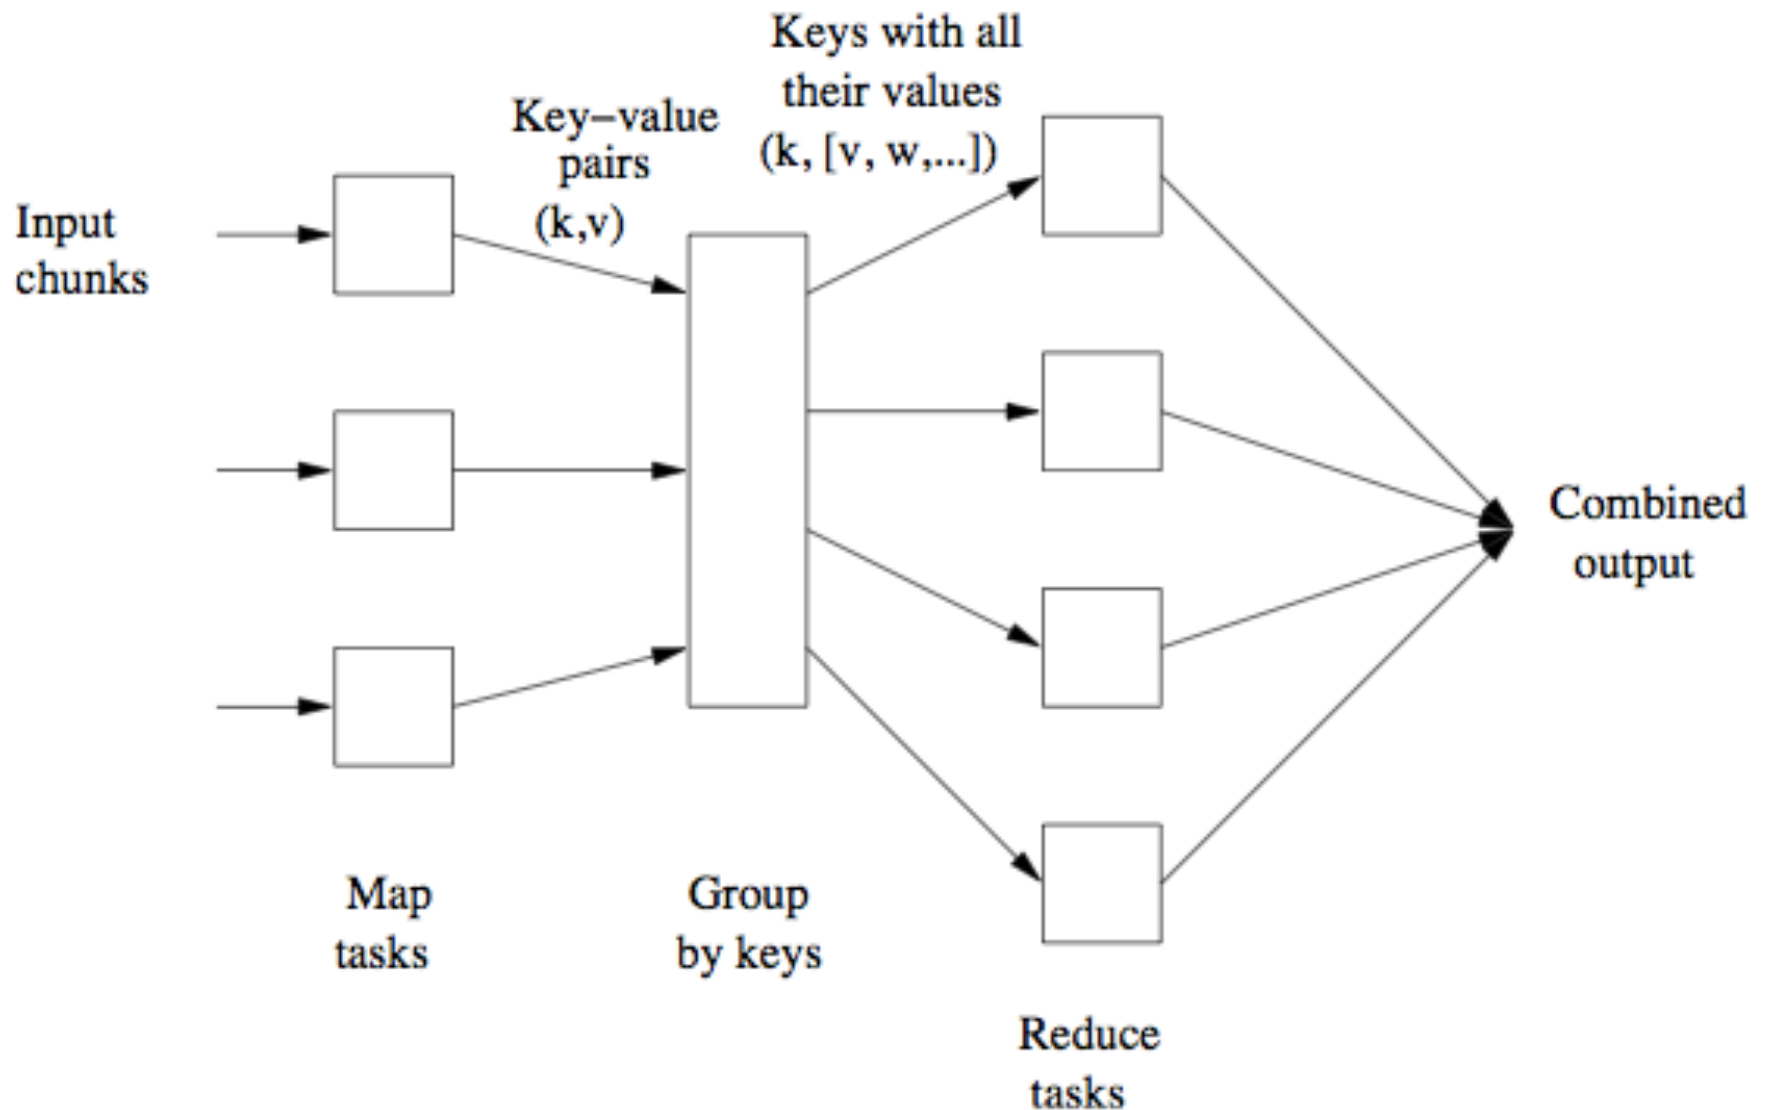 Keys with all
their values
(k, [v, w,...])
Key–value
pairs
(k,v)
Input
chunks
Combined
output
Map
tasks
Group
by keys
Reduce
tasks